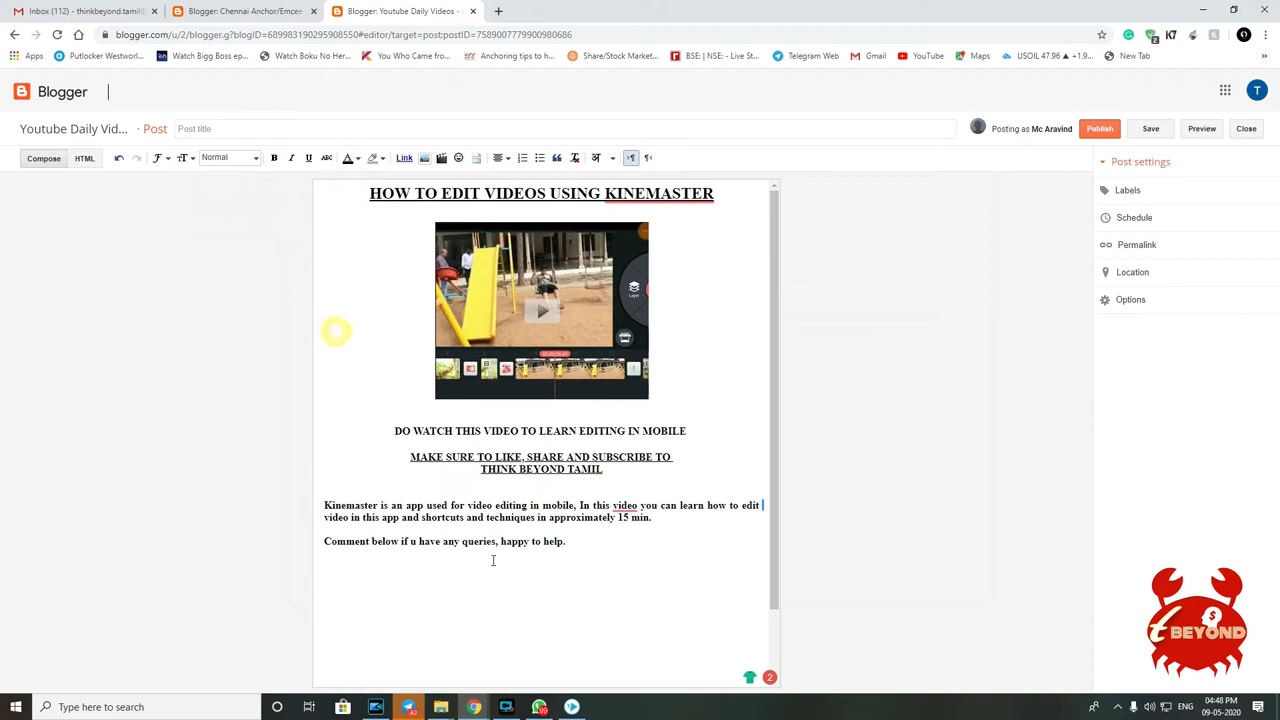 Inbox (112) - thinkbeyond.tamil@
Blogger: Chennai Anchor/Emcee
Blogger: Youtube Daily Videos -
blogger.com/u/2/blogger.g?blogID=689983190295908550#editor/target=post;postID=7589007779900980686
Apps
Putlocker Westworl...
Watch Bigg Boss ep...
Watch Boku No Her...
You Who Came fro...
Anchoring tips to h...
Share/Stock Market...
BSE: | NSE: - Live St...
Telegram Web
Gmail
YouTube
Maps
USOIL 47.96 ▲ +1.9...
New Tab
Blogger
T
Youtube Daily Vid...
· Post
Post title
Posting as Mc Aravind
Publish
Save
Preview
Close
Compose
HTML
Normal
B
I
U
ABC
A
Link
अ
Post settings
Labels
Schedule
Permalink
Location
Options
HOW TO EDIT VIDEOS USING KINEMASTER
Layer
DO WATCH THIS VIDEO TO LEARN EDITING IN MOBILE
MAKE SURE TO LIKE, SHARE AND SUBSCRIBE TO
THINK BEYOND TAMIL
Kinemaster is an app used for video editing in mobile, In this video you can learn how to edit
video in this app and shortcuts and techniques in approximately 15 min.
Comment below if u have any queries, happy to help.
2
t BEYOND
Type here to search
99
ENG
04:48 PM
09-05-2020